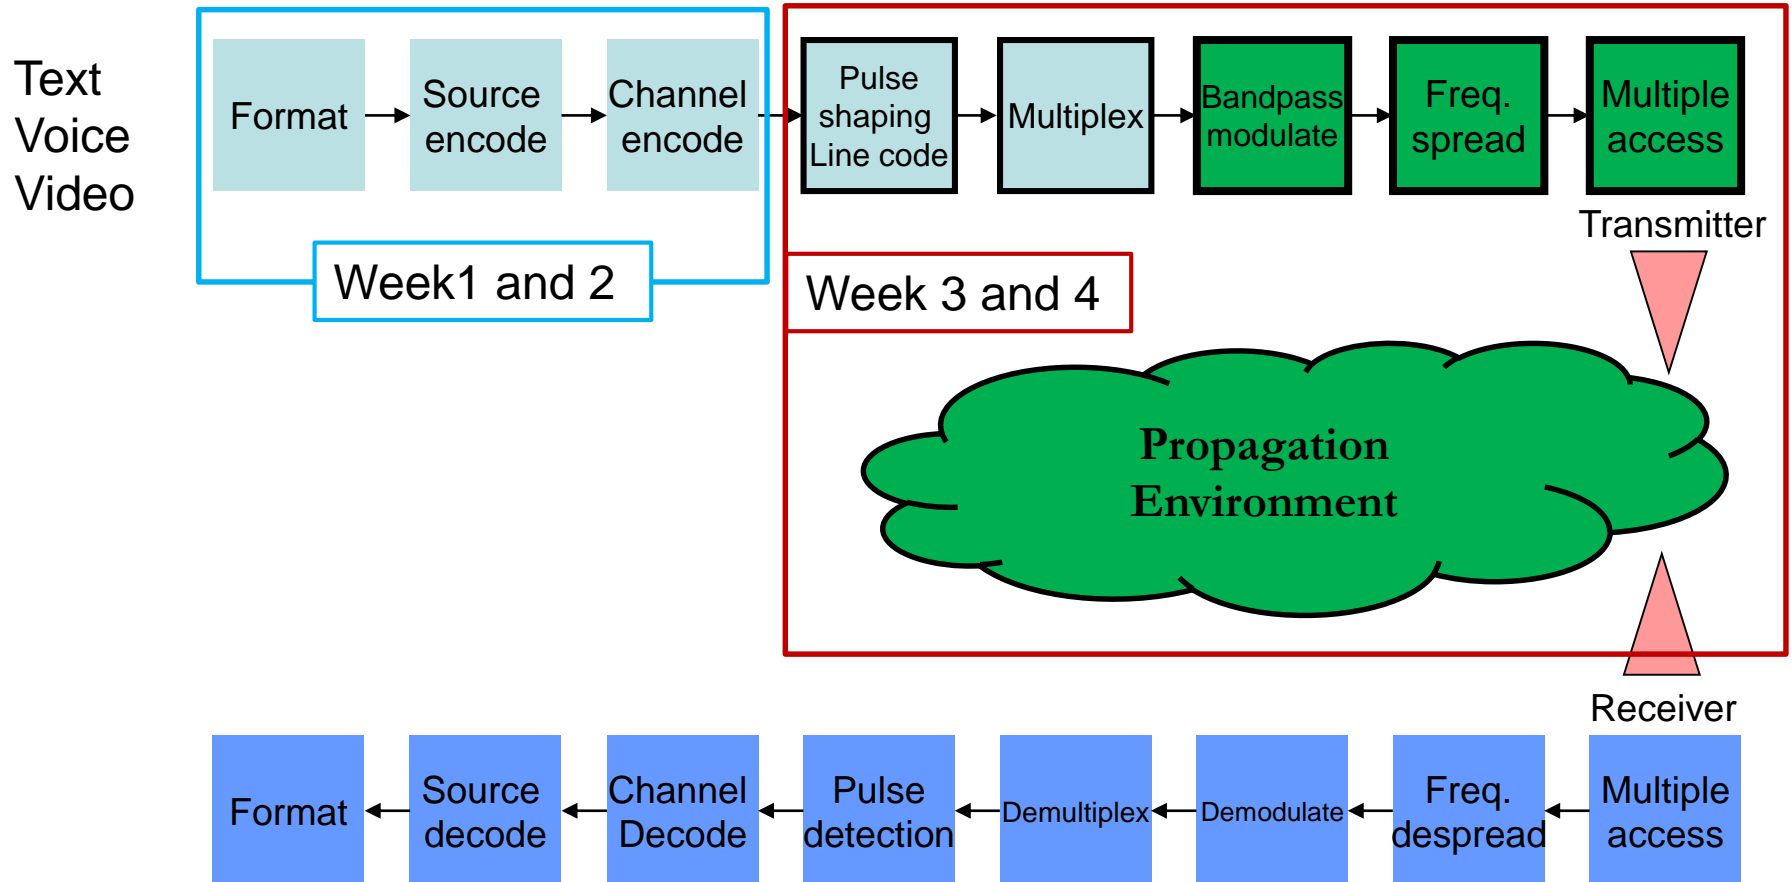 Text
Voice
Video
Format
Source
encode
Channel
encode
Pulse
shaping
Line code
Multiplex
Bandpass
modulate
Freq.
spread
Multiple
access
Week1 and 2
Week 3 and 4
Transmitter
Propagation
Environment
Receiver
Format
Source
decode
Channel
Decode
Pulse
detection
Demultiplex
Demodulate
Freq.
despread
Multiple
access